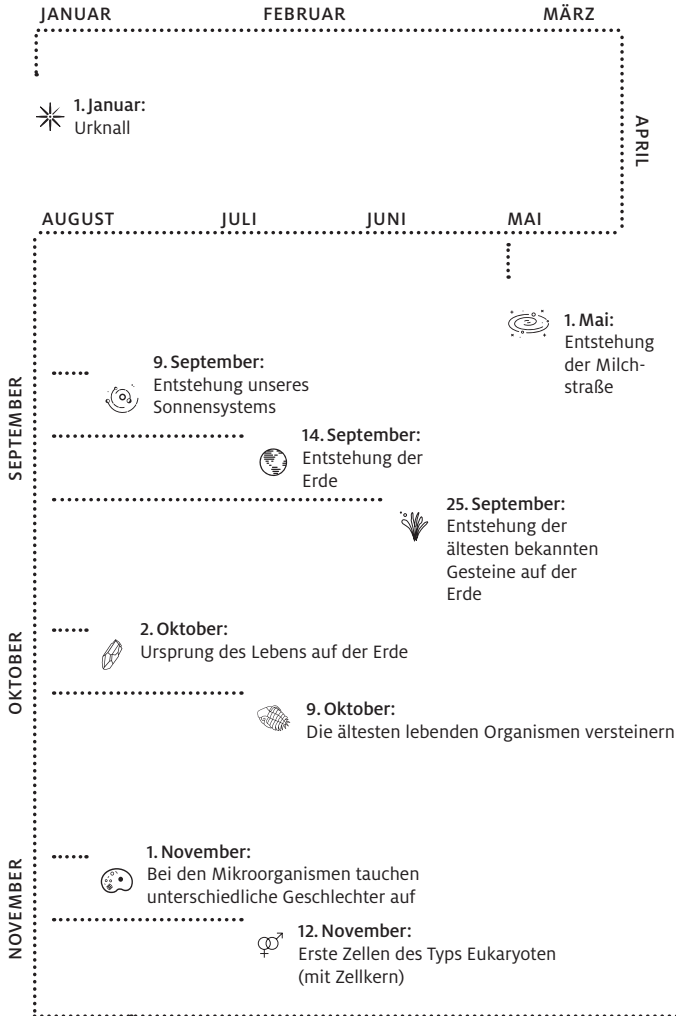 JANUAR FEBRUAR MÄRZ
1. Januar:
Urknall
APRIL
AUGUST JULI JUNI MAI
1. Mai:
Entstehung
der Milch-
straße
SEPTEMBER
9. September:
Entstehung unseres
Sonnensystems
14. September:
Entstehung der
Erde
25. September:
Entstehung der
ältesten bekannten
Gesteine auf der
Erde
OKTOBER
2. Oktober:
Ursprung des Lebens auf der Erde
9. Oktober:
Die ältesten lebenden Organismen versteinern
NOVEMBER
1. November:
Bei den Mikroorganismen tauchen
unterschiedliche Geschlechter auf
12. November:
Erste Zellen des Typs Eukaryoten
(mit Zellkern)